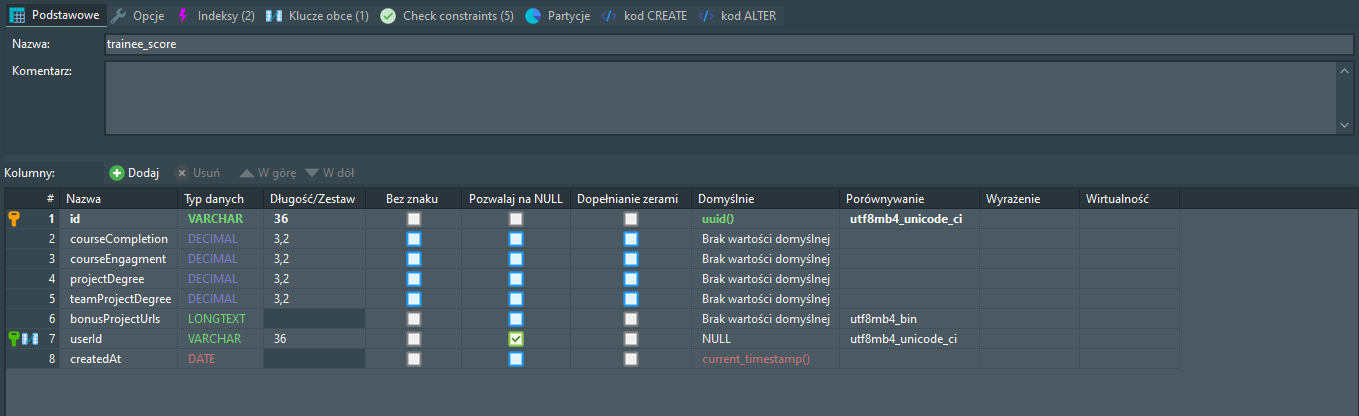 Podstawowe Opcje Indeksy (2) Klucze obce (1) Check constraints (5) Partycje kod CREATE kod ALTER
Nazwa: trainee_score
Komentarz:
Kolumny: Dodaj Usuń W górę W dół
# Nazwa Typ danych Długość/Zestaw Bez znaku Pozwalaj na NULL Dopełnianie zerami Domyślnie Porównywanie Wyrażenie Wirtualność
1 id VARCHAR 36 uuid() utf8mb4_unicode_ci
2 courseCompletion DECIMAL 3,2 Brak wartości domyślnej
3 courseEngagment DECIMAL 3,2 Brak wartości domyślnej
4 projectDegree DECIMAL 3,2 Brak wartości domyślnej
5 teamProjectDegree DECIMAL 3,2 Brak wartości domyślnej
6 bonusProjectUrls LONGTEXT Brak wartości domyślnej utf8mb4_bin
7 userId VARCHAR 36 NULL utf8mb4_unicode_ci
8 createdAt DATE current_timestamp()